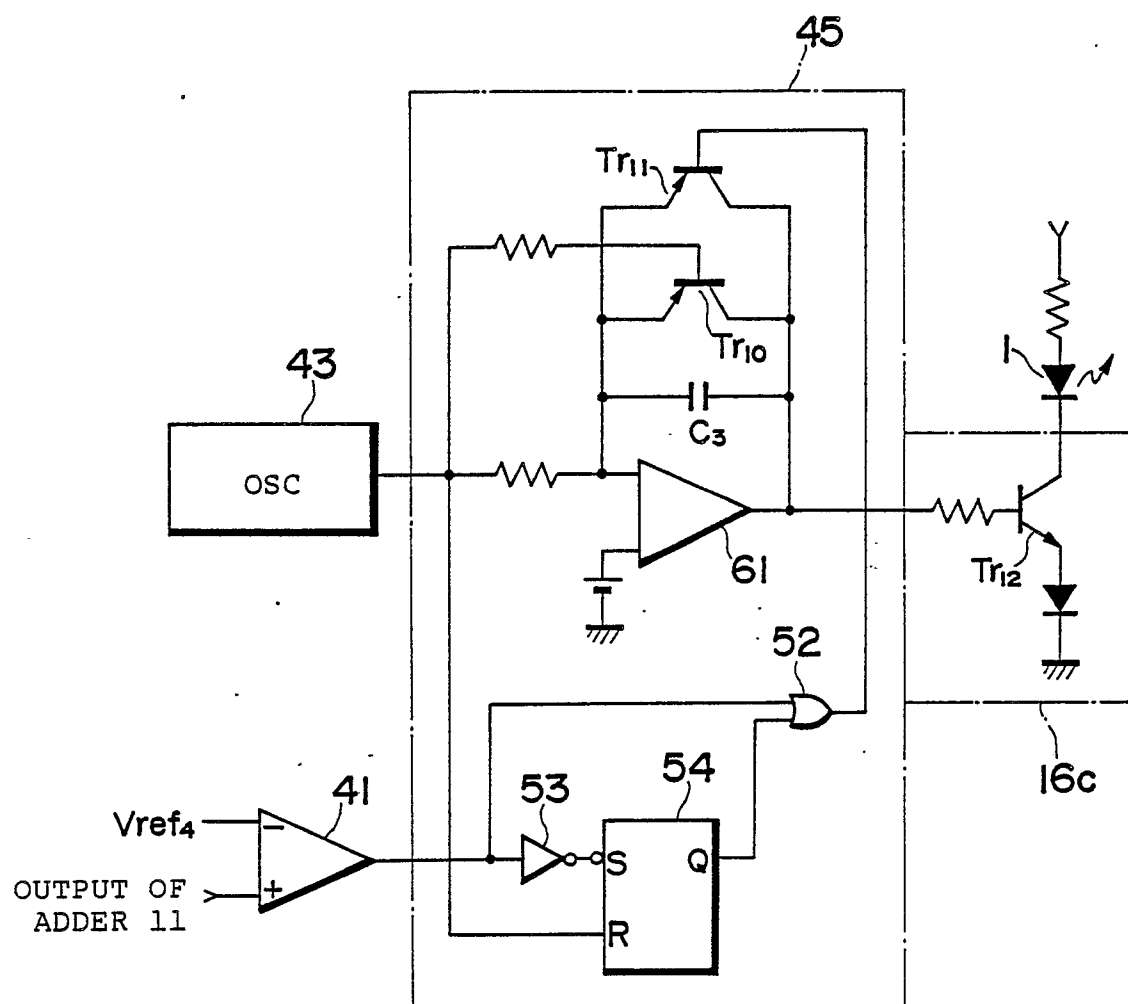 45
Tr11
Tr10
43
1
C3
OSC
61
Tr12
52
16c
54
53
41
Vref4
S
Q
OUTPUT OF
ADDER 11
R